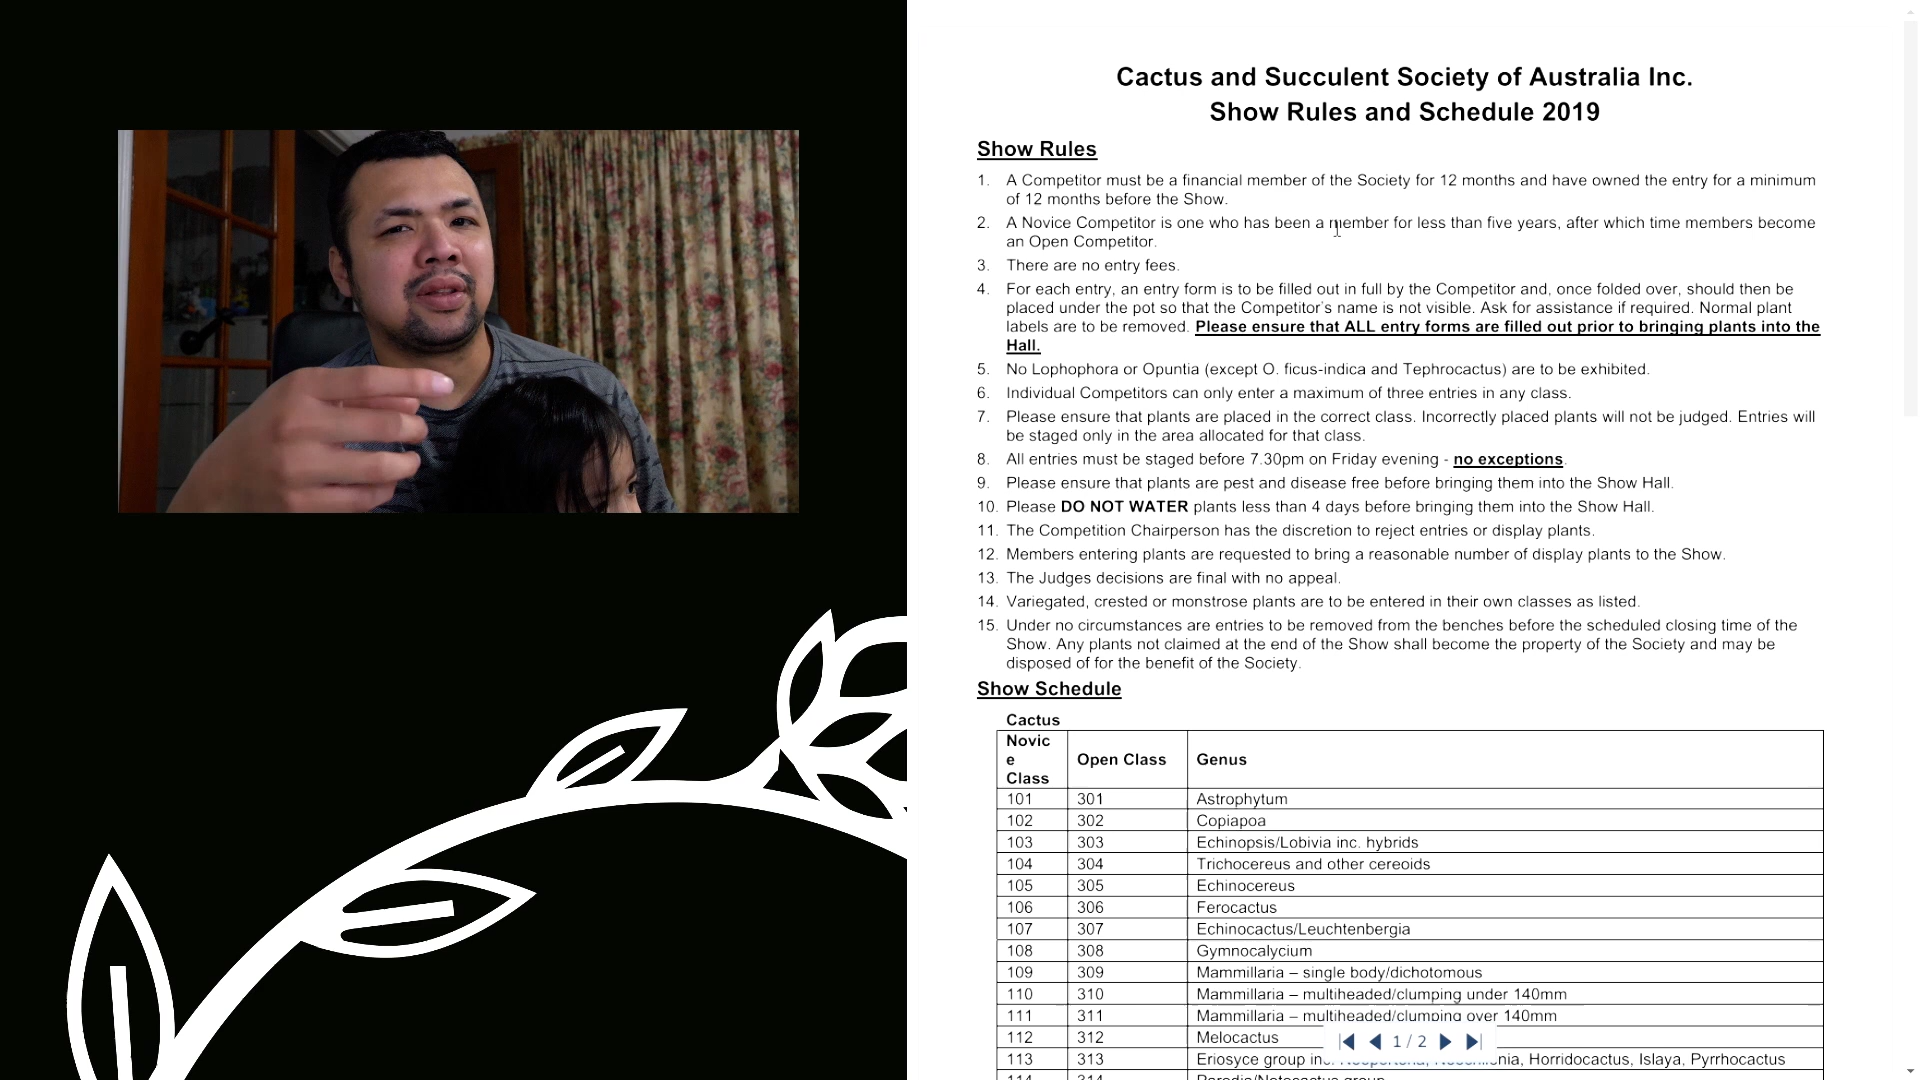 Cactus and Succulent Society of Australia Inc.
Show Rules and Schedule 2019
Show Rules
1. A Competitor must be a financial member of the Society for 12 months and have owned the entry for a minimum
of 12 months before the Show.
2. A Novice Competitor is one who has been a member for less than five years, after which time members become
an Open Competitor.
3. There are no entry fees.
4. For each entry, an entry form is to be filled out in full by the Competitor and, once folded over, should then be
placed under the pot so that the Competitor's name is not visible. Ask for assistance if required. Normal plant
labels are to be removed. Please ensure that ALL entry forms are filled out prior to bringing plants into the
Hall.
5. No Lophophora or Opuntia (except O. ficus-indica and Tephrocactus) are to be exhibited.
6. Individual Competitors can only enter a maximum of three entries in any class.
7. Please ensure that plants are placed in the correct class. Incorrectly placed plants will not be judged. Entries will
be staged only in the area allocated for that class.
8. All entries must be staged before 7.30pm on Friday evening - no exceptions.
9. Please ensure that plants are pest and disease free before bringing them into the Show Hall.
10. Please DO NOT WATER plants less than 4 days before bringing them into the Show Hall.
11. The Competition Chairperson has the discretion to reject entries or display plants.
12. Members entering plants are requested to bring a reasonable number of display plants to the Show.
13. The Judges decisions are final with no appeal.
14. Variegated, crested or monstrose plants are to be entered in their own classes as listed.
15. Under no circumstances are entries to be removed from the benches before the scheduled closing time of the
Show. Any plants not claimed at the end of the Show shall become the property of the Society and may be
disposed of for the benefit of the Society.
Show Schedule
Cactus
Novic
e
Class Open Class Genus
101 301 Astrophytum
102 302 Copiapoa
103 303 Echinopsis/Lobivia inc. hybrids
104 304 Trichocereus and other cereoids
105 305 Echinocereus
106 306 Ferocactus
107 307 Echinocactus/Leuchtenbergia
108 308 Gymnocalycium
109 309 Mammillaria – single body/dichotomous
110 310 Mammillaria – multiheaded/clumping under 140mm
111 311 Mammillaria – multiheaded/clumping over 140mm
112 312 Melocactus
1 / 2
113 313 Eriosyce group Horridocactus, Islaya, Pyrrhocactus